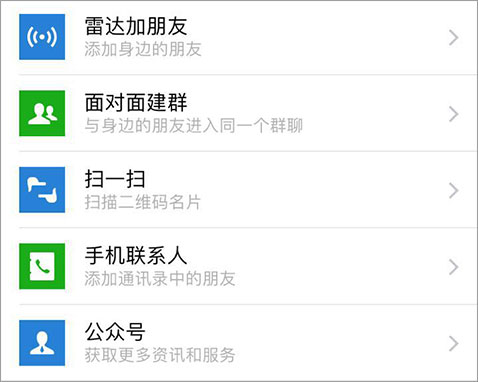 雷达加朋友
添加身边的朋友
面对面建群
与身边的朋友进入同一个群聊
扫一扫
扫描二维码名片
手机联系人
添加通讯录中的朋友
公众号
获取更多资讯和服务